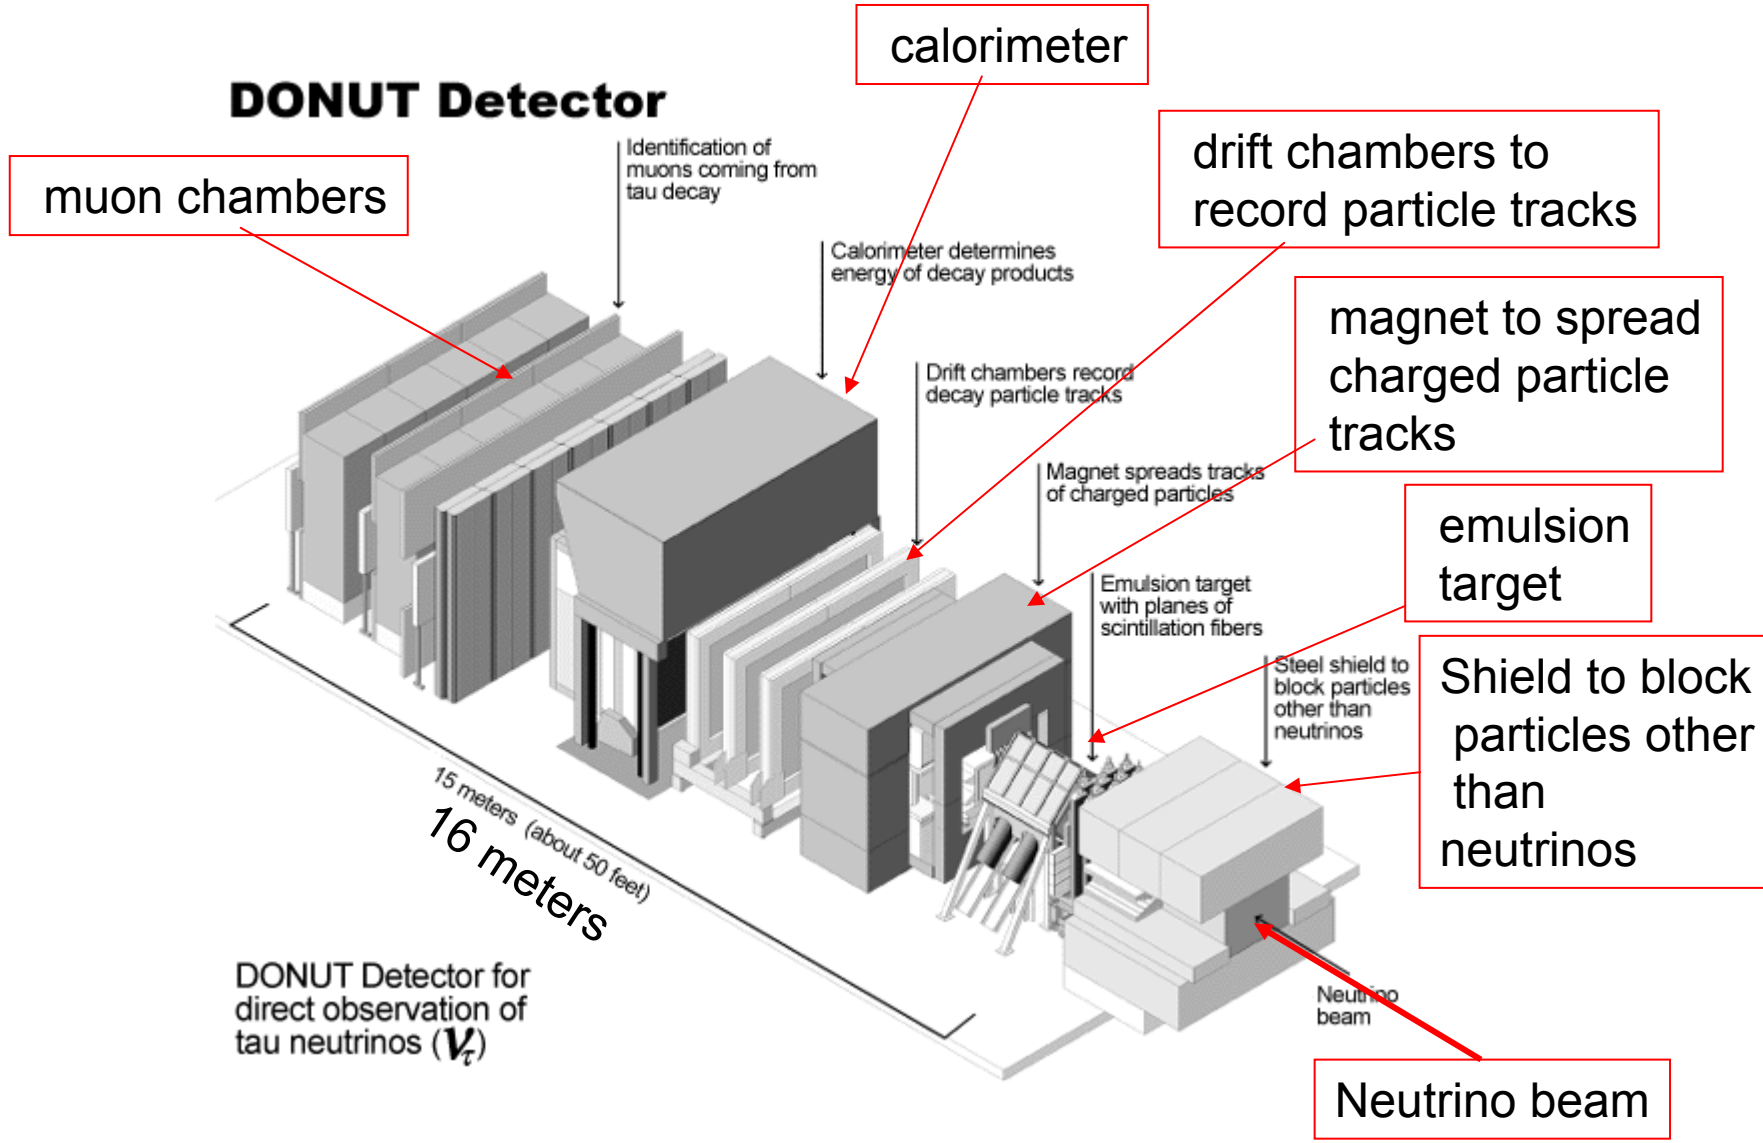 calorimeter
DONUT Detector
Identification of
muons coming from
tau decay
drift chambers to
record particle tracks
muon chambers
Calorimeter determines
energy of decay products
magnet to spread
charged particle
tracks
Drift chambers record
decay particle tracks
Magnet spreads tracks
of charged particles
emulsion
target
Emulsion target
with planes of
scintillation fibers
Steel shield to
block particles
other than
neutrinos
Shield to block
particles other
than
neutrinos
15 meters (about 50 feet)
16 meters
DONUT Detector for
direct observation of
tau neutrinos (ντ)
Neutrino
beam
Neutrino beam